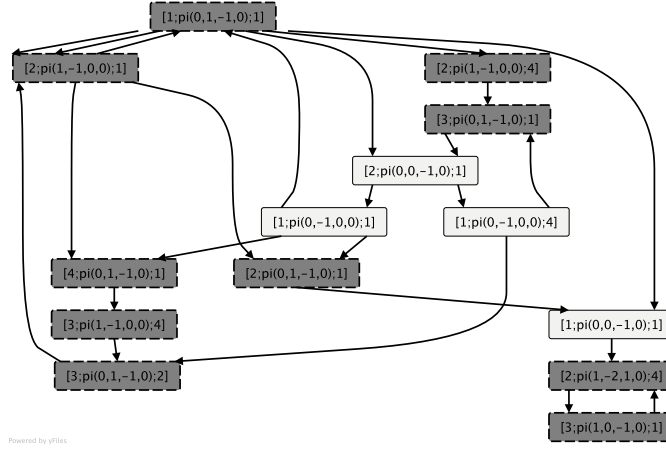 [1;pi(0,1,−1,0);1]
[2;pi(1,−1,0,0);1]
[2;pi(1,−1,0,0);4]
[3;pi(0,1,−1,0);1]
[2;pi(0,0,−1,0);1]
[1;pi(0,−1,0,0);1]
[1;pi(0,−1,0,0);4]
[4;pi(0,1,−1,0);1]
[2;pi(0,1,−1,0);1]
[3;pi(1,−1,0,0);4]
[1;pi(0,0,−1,0);1]
[3;pi(0,1,−1,0);2]
[2;pi(1,−2,1,0);4]
[3;pi(1,0,−1,0);1]
Powered by yFiles